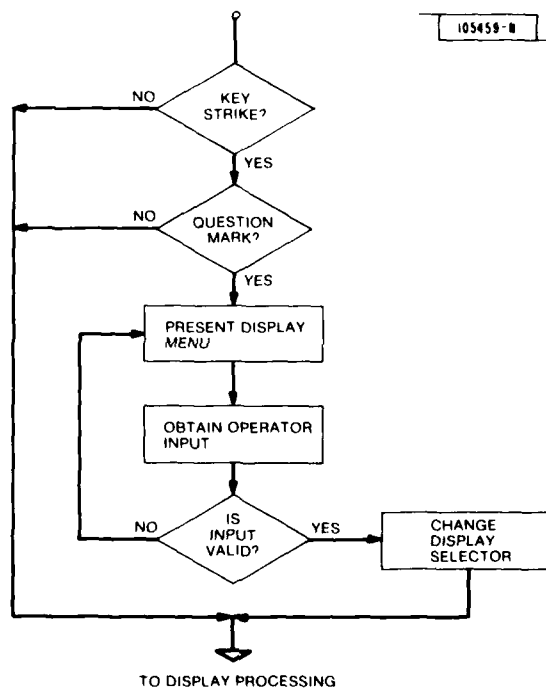 105459-N
KEY
STRIKE?
NO
YES
QUESTION
MARK?
NO
YES
PRESENT DISPLAY
MENU
OBTAIN OPERATOR
INPUT
IS
INPUT
VALID?
NO
YES
CHANGE
DISPLAY
SELECTOR
TO DISPLAY PROCESSING